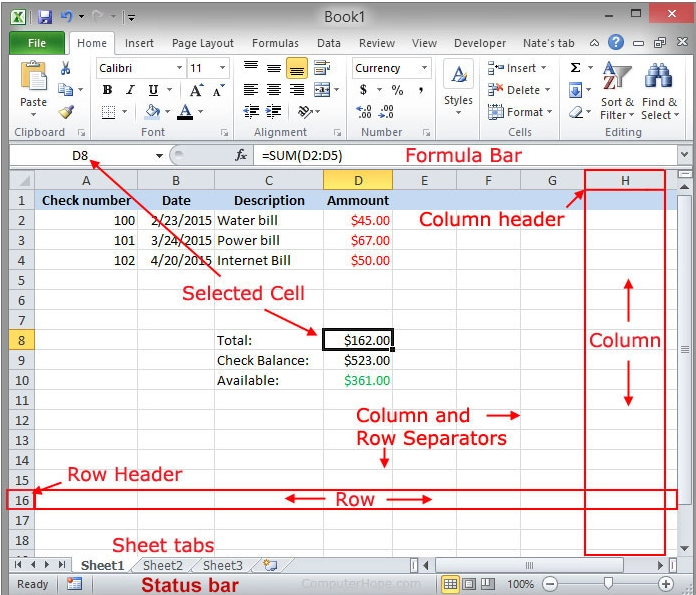 Book1
File Home Insert Page Layout Formulas Data Review View Developer Nate's tab
Calibri 11 Currency Insert Σ
Paste B I U A A $ % , Styles Delete Sort & Filter Find & Select
A A .00 .0 Format
Clipboard Font Alignment Number Cells Editing
D8 fx =SUM(D2:D5) Formula Bar
A B C D E F G H
1 Check number Date Description Ammount
2 100 2/23/2015 Water bill $45.00 Column header
3 101 3/24/2015 Power bill $67.00
4 102 4/20/2015 Internet Bill $50.00
5
Selected Cell
6
7
8 Total: $162.00 Column
9 Check Balance: $523.00
10 Available: $361.00
11
12 Column and
13 Row Separators
14
15 Row Header
16 Row
17
18
Sheet tabs
Sheet1 Sheet2 Sheet3
Ready Status bar ComputerHope.com 100%